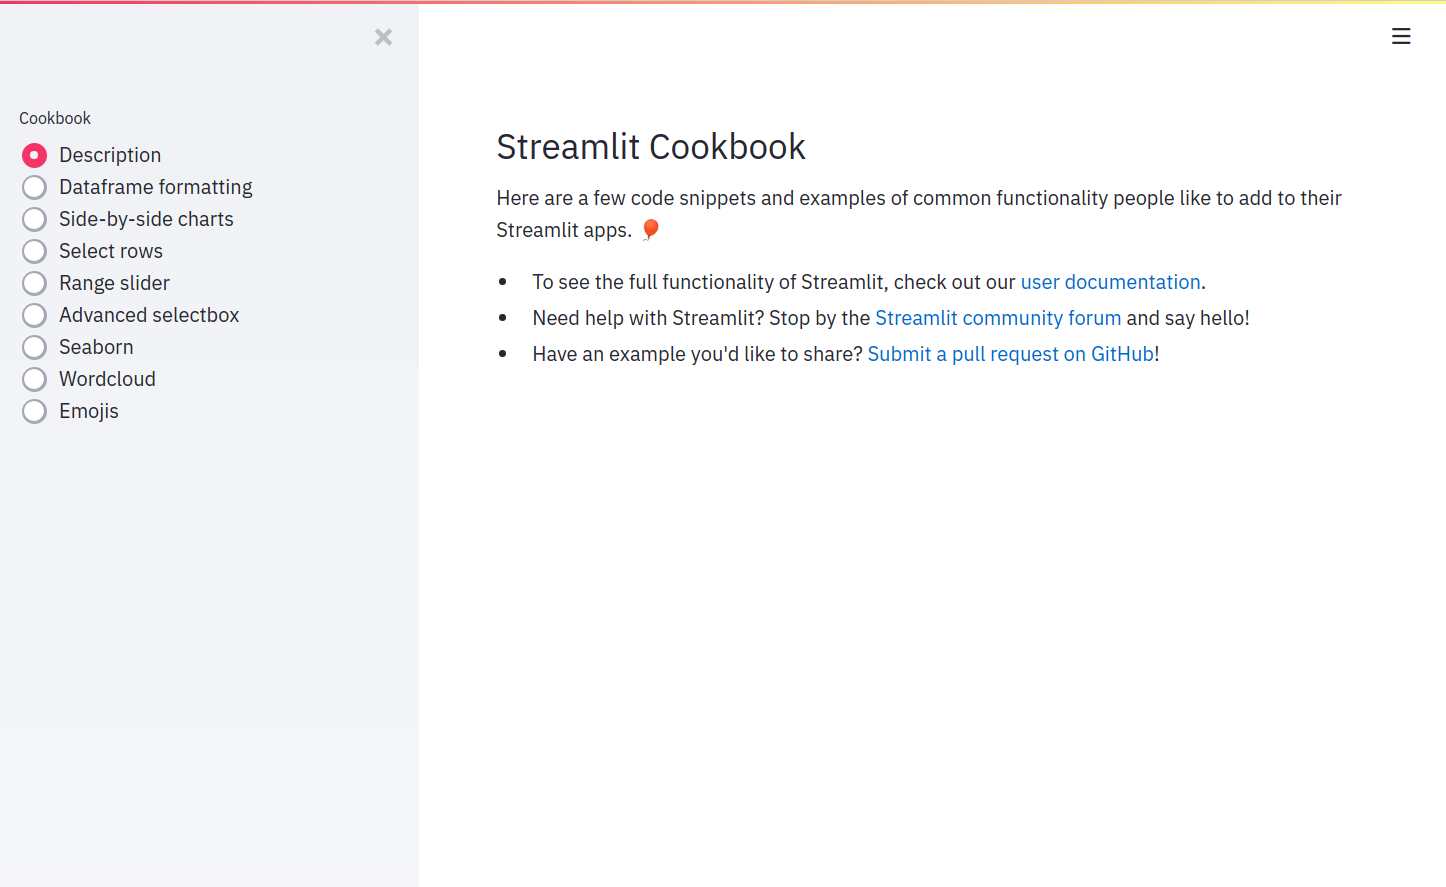 Cookbook
Description
Dataframe formatting
Side-by-side charts
Select rows
Range slider
Advanced selectbox
Seaborn
Wordcloud
Emojis
Streamlit Cookbook
Here are a few code snippets and examples of common functionality people like to add to their
Streamlit apps. 🎈
• To see the full functionality of Streamlit, check out our user documentation.
• Need help with Streamlit? Stop by the Streamlit community forum and say hello!
• Have an example you'd like to share? Submit a pull request on GitHub!